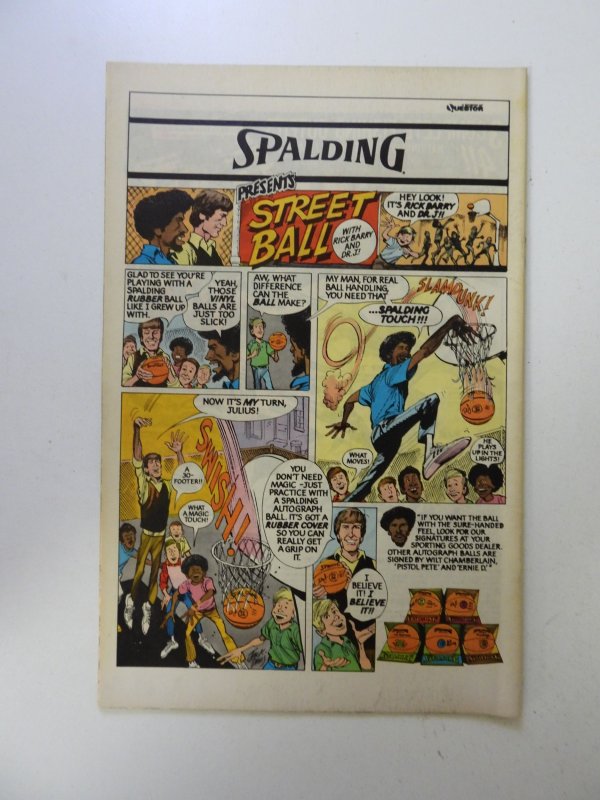 QUESTOR
SPALDING
PRESENTS
STREET
BALL
WITH
RICK BARRY
AND
DR. J!
HEY LOOK!
IT'S RICK BARRY
AND DR. J!!
GLAD TO SEE YOU'RE
PLAYING WITH A
SPALDING
RUBBER BALL
LIKE I GREW UP
WITH.
YEAH,
THOSE
VINYL
BALLS ARE
JUST TOO
SLICK!
AW, WHAT
DIFFERENCE
CAN THE
BALL MAKE?
MY MAN, FOR REAL
BALL HANDLING,
YOU NEED THAT
...SPALDING
TOUCH!!!
SLAMDUNK!
WHAT
MOVES!
HE
PLAYS
UP IN THE
LIGHTS!
NOW IT'S MY TURN,
JULIUS!
A
30-
FOOTER!!
WHAT
A MAGIC
TOUCH!
SWISH!
YOU
DON'T NEED
MAGIC -JUST
PRACTICE WITH
A SPALDING
AUTOGRAPH
BALL. IT'S GOT A
RUBBER COVER
SO YOU CAN
REALLY GET
A GRIP ON
IT.
I
BELIEVE
IT! I
BELIEVE
IT!!
"IF YOU WANT THE BALL
WITH THE SURE-HANDED
FEEL, LOOK FOR OUR
SIGNATURES AT YOUR
SPORTING GOODS DEALER.
OTHER AUTOGRAPH BALLS ARE
SIGNED BY WILT CHAMBERLAIN,
'PISTOL PETE' AND 'ERNIE D.'"